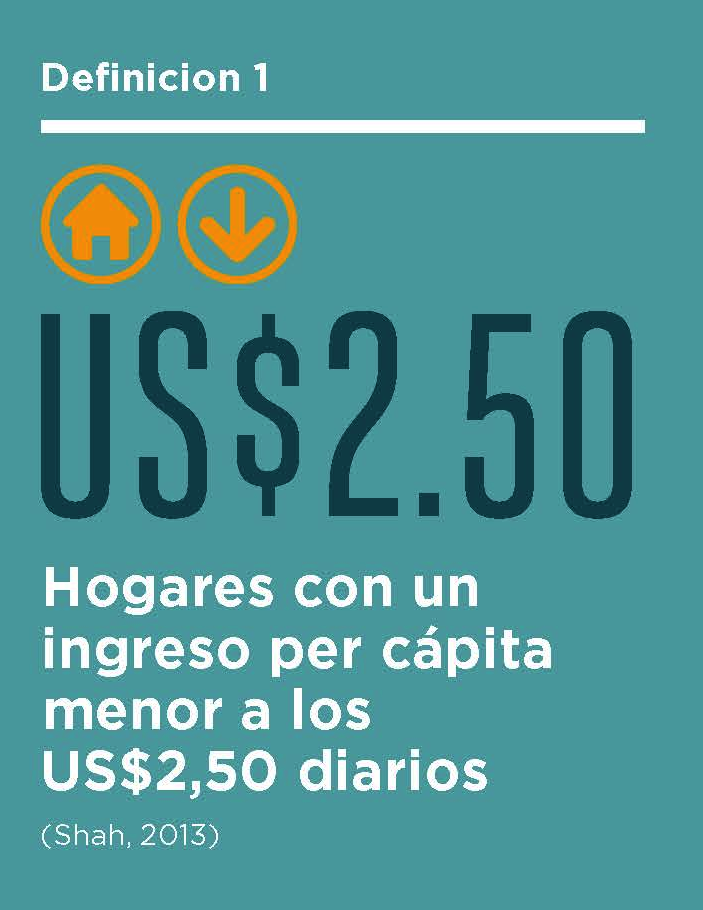 Definicion 1
US$2.50
Hogares con un
ingreso per cápita
menor a los
US$2,50 diarios
(Shah, 2013)